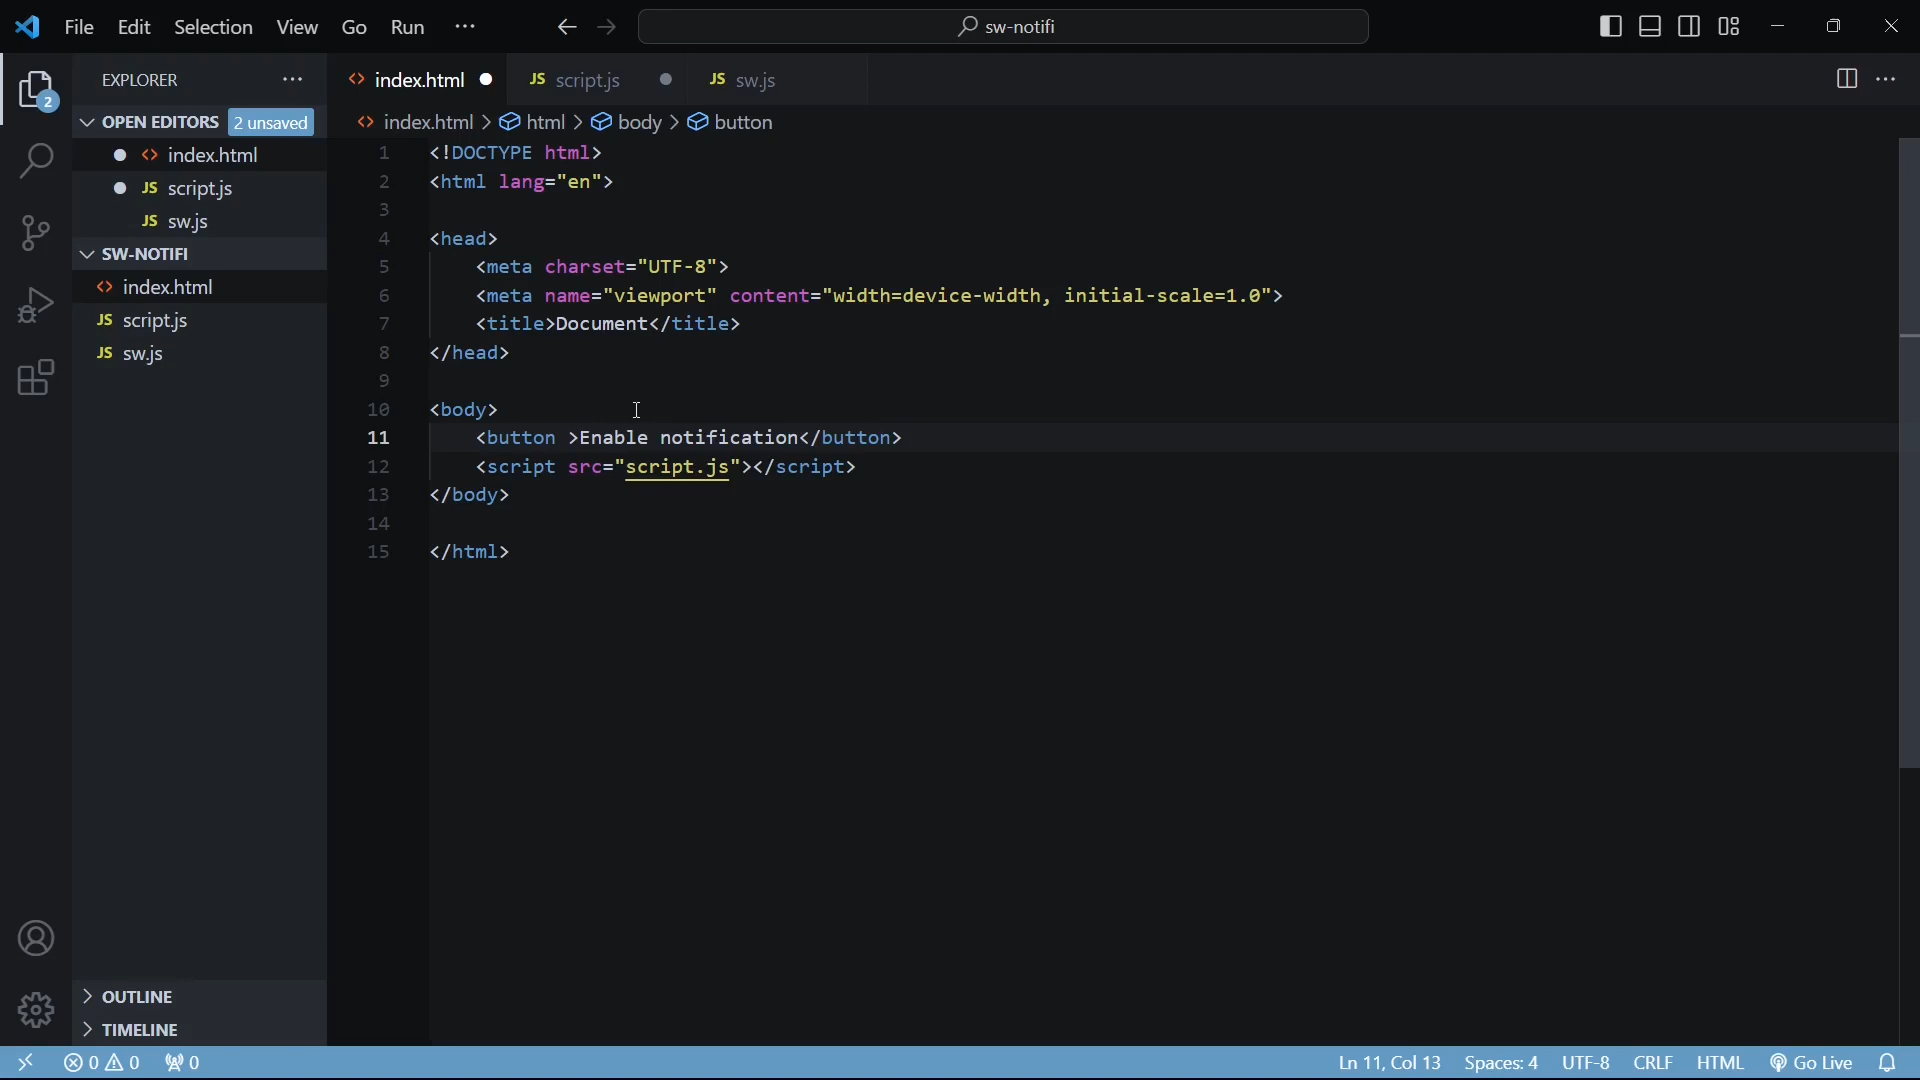 File Edit Selection View Go Run ··· sw-notifi
EXPLORER ···
OPEN EDITORS 2 unsaved
<> index.html
JS script.js
JS sw.js
SW-NOTIFI
<> index.html
JS script.js
JS sw.js
OUTLINE
TIMELINE
2
<> index.html JS script.js JS sw.js ···
<> index.html > html > body > button
1 <!DOCTYPE html>
2 <html lang="en">
3
4 <head>
5 <meta charset="UTF-8">
6 <meta name="viewport" content="width=device-width, initial-scale=1.0">
7 <title>Document</title>
8 </head>
9
10 <body>
11 <button >Enable notification</button>
12 <script src="script.js"></script>
13 </body>
14
15 </html>
0 0 0 Ln 11, Col 13 Spaces: 4 UTF-8 CRLF HTML Go Live